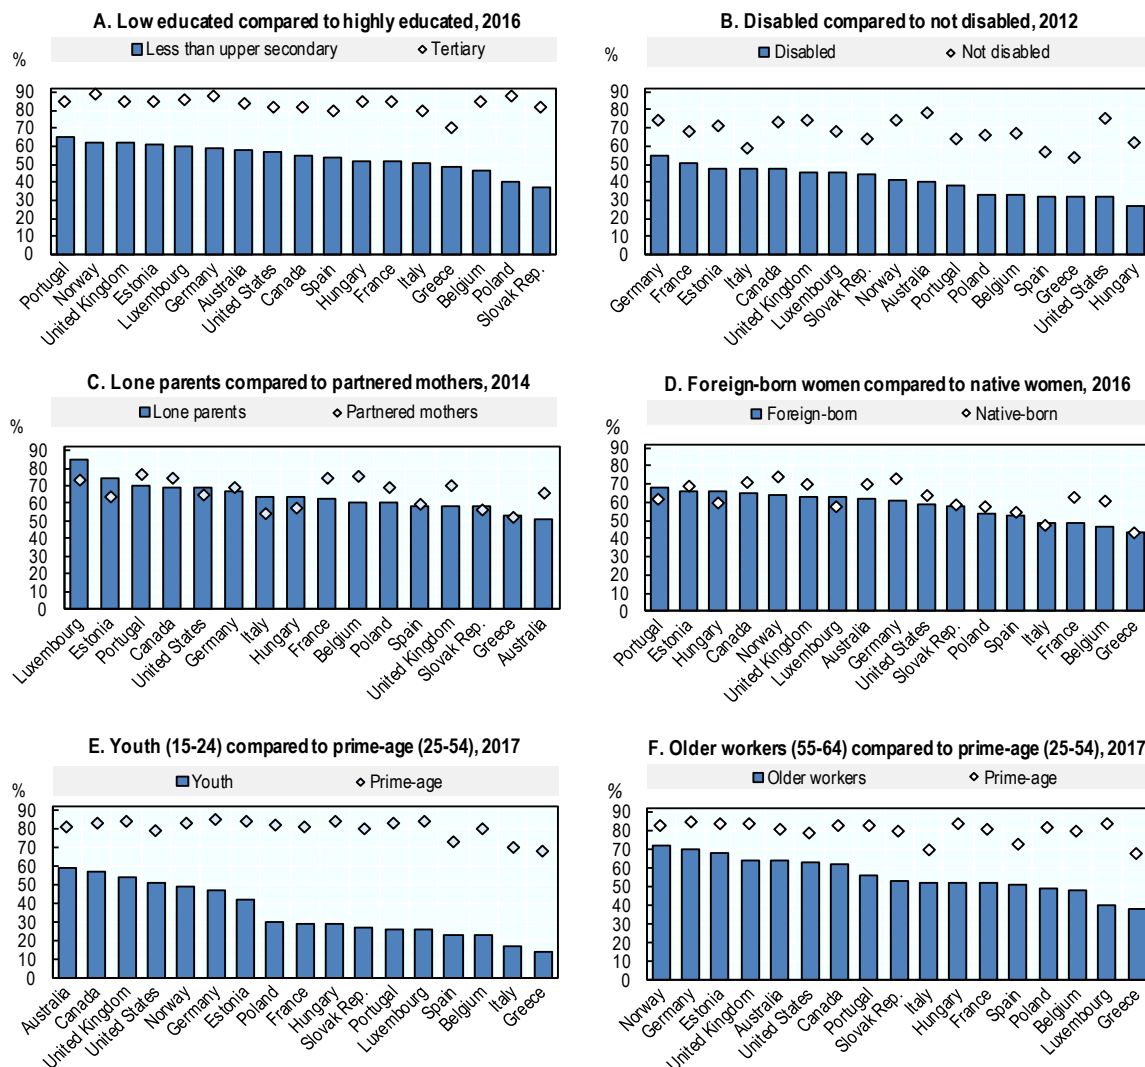 A. Low educated compared to highly educated, 2016
Less than upper secondary Tertiary
%
90
80
70
60
50
40
30
20
10
0
Portugal
Norway
United Kingdom
Estonia
Luxembourg
Germany
Australia
United States
Canada
Spain
Hungary
France
Italy
Greece
Belgium
Poland
Slovak Rep.
B. Disabled compared to not disabled, 2012
Disabled Not disabled
%
90
80
70
60
50
40
30
20
10
0
Germany
France
Estonia
Italy
Canada
United Kingdom
Luxembourg
Slovak Rep.
Norway
Australia
Portugal
Poland
Belgium
Spain
Greece
United States
Hungary
C. Lone parents compared to partnered mothers, 2014
Lone parents Partnered mothers
%
90
80
70
60
50
40
30
20
10
0
Luxembourg
Estonia
Portugal
Canada
United States
Germany
Italy
Hungary
France
Belgium
Poland
Spain
United Kingdom
Slovak Rep.
Greece
Australia
D. Foreign-born women compared to native women, 2016
Foreign-born Native-born
%
90
80
70
60
50
40
30
20
10
0
Portugal
Estonia
Hungary
Canada
Norway
United Kingdom
Luxembourg
Australia
Germany
United States
Slovak Rep.
Poland
Spain
Italy
France
Belgium
Greece
E. Youth (15-24) compared to prime-age (25-54), 2017
Youth Prime-age
%
90
80
70
60
50
40
30
20
10
0
Australia
Canada
United Kingdom
United States
Norway
Germany
Estonia
Poland
France
Hungary
Slovak Rep.
Portugal
Luxembourg
Spain
Belgium
Italy
Greece
F. Older workers (55-64) compared to prime-age (25-54), 2017
Older workers Prime-age
%
90
80
70
60
50
40
30
20
10
0
Norway
Germany
Estonia
United Kingdom
Australia
United States
Canada
Portugal
Slovak Rep.
Italy
Hungary
France
Spain
Poland
Belgium
Luxembourg
Greece